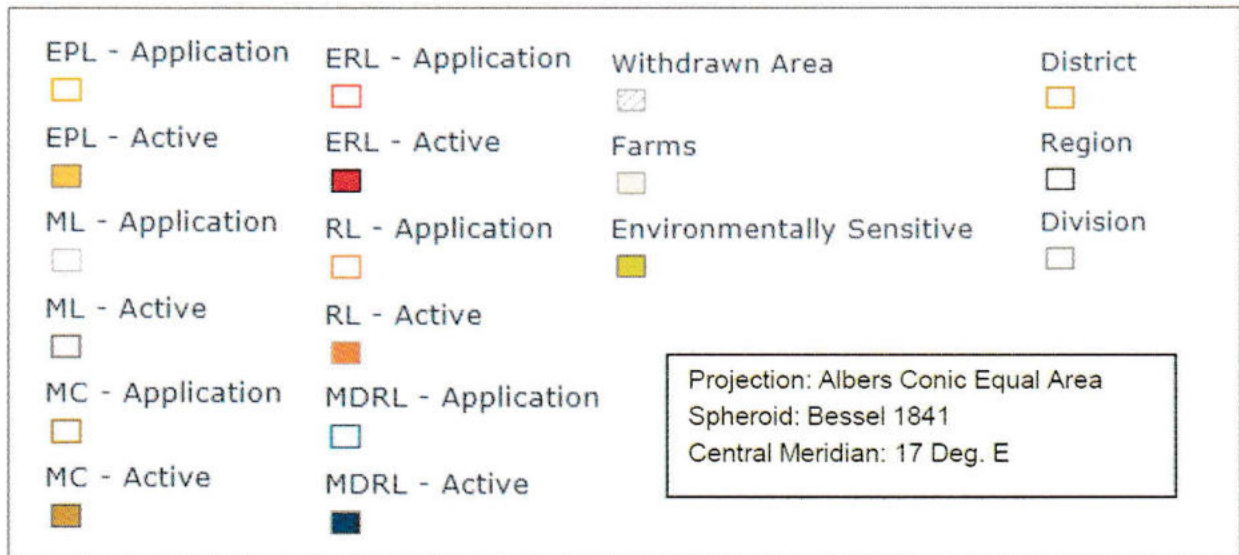 EPL - Application
EPL - Active
ML - Application
ML - Active
MC - Application
MC - Active
ERL - Application
ERL - Active
RL - Application
RL - Active
MDRL - Application
MDRL - Active
Withdrawn Area
Farms
Environmentally Sensitive
District
Region
Division
Projection: Albers Conic Equal Area
Spheroid: Bessel 1841
Central Meridian: 17 Deg. E